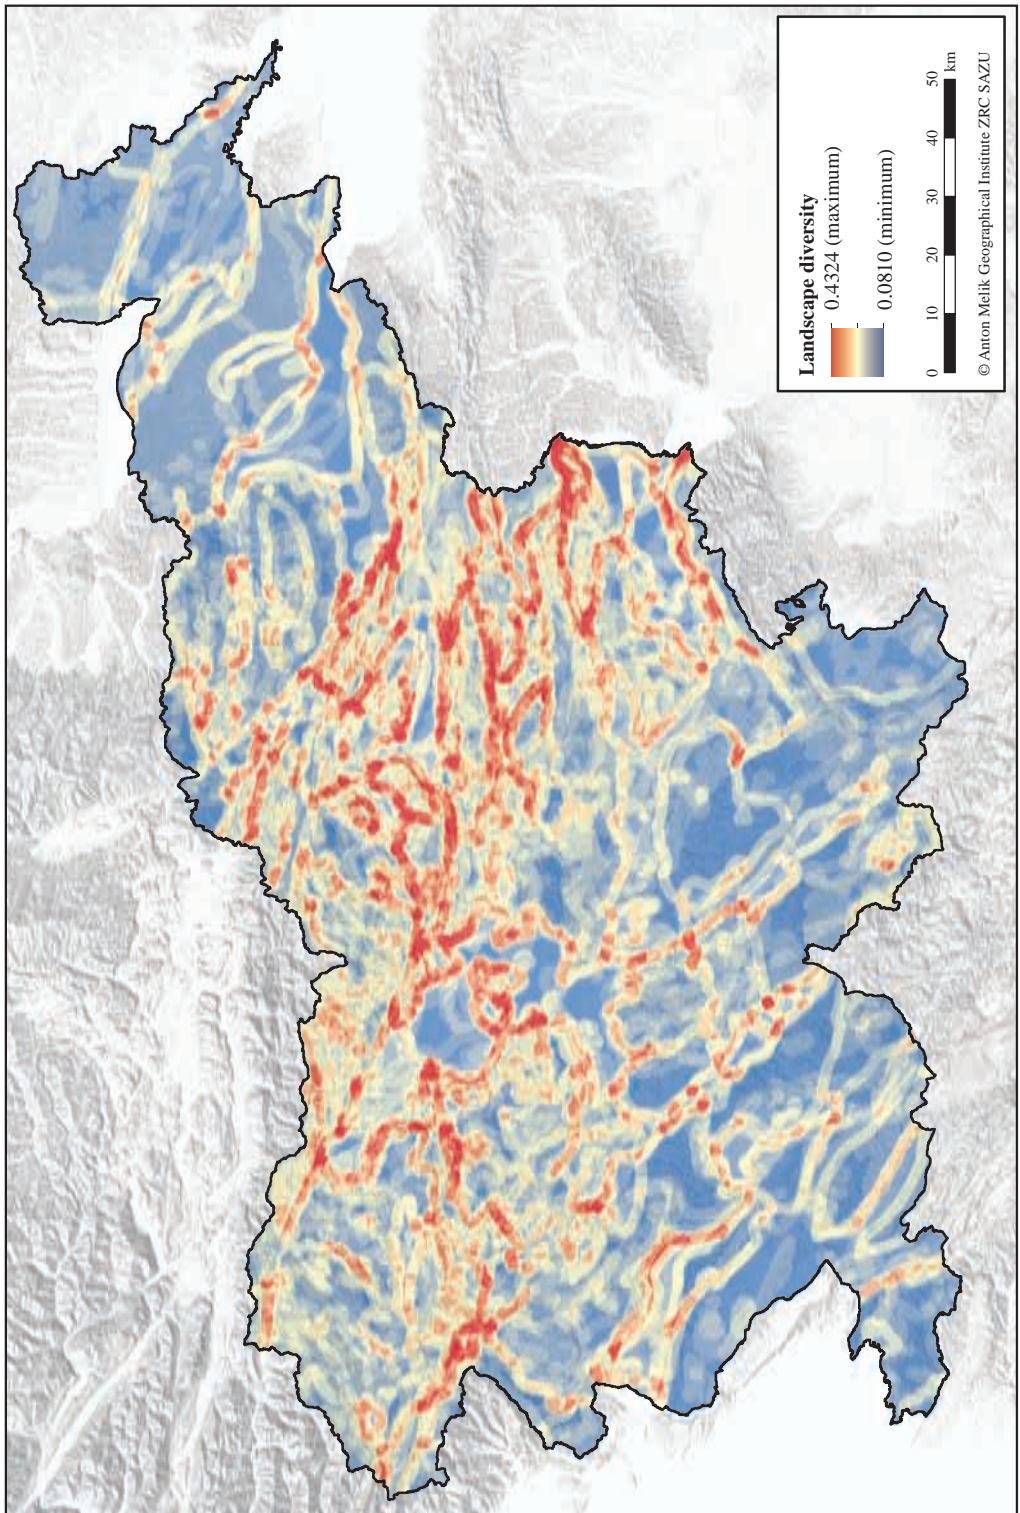 Landscape diversity
0.4324 (maximum)
0.0810 (minimum)
0 10 20 30 40 50
km
© Anton Melik Geographical Institute ZRC SAZU